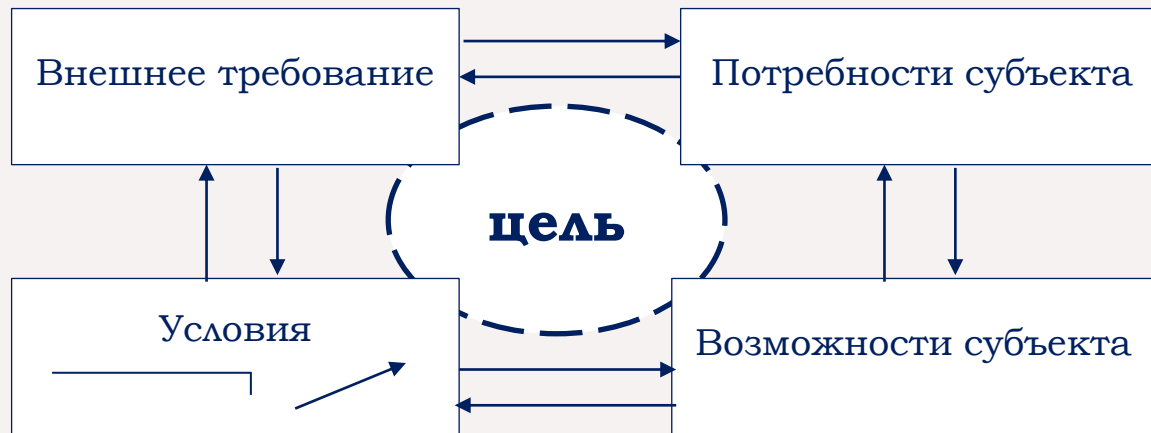 Внешнее требование
Потребности субъекта
цель
Условия
Возможности субъекта